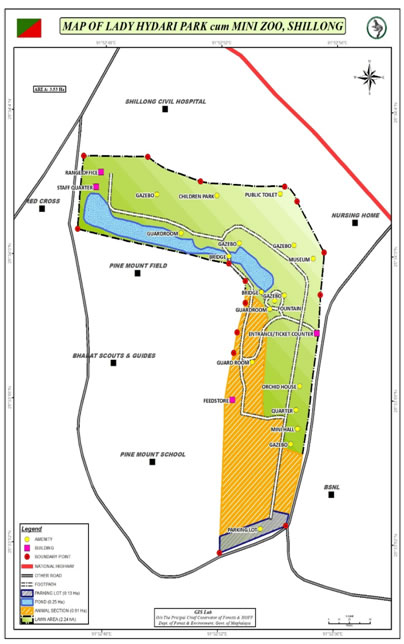 MAP OF LADY HYDARI PARK cum MINI ZOO, SHILLONG
AREA: 3.53 Ha
SHILLONG CIVIL HOSPITAL
RANGE OFFICE
STAFF QUARTER
RED CROSS
GAZEBO
CHILDREN PARK
PUBLIC TOILET
NURSING HOME
GUARDROOM
GAZEBO
GAZEBO
BRIDGE
MUSEUM
PINE MOUNT FIELD
BRIDGE
GAZEBO
GUARDROOM
FOUNTAIN
ENTRANCE/TICKET COUNTER
BHARAT SCOUTS & GUIDES
GUARD ROOM
ORCHID HOUSE
FEEDSTORE
QUARTER
MINIHALL
GAZEBO
PINE MOUNT SCHOOL
BSNL
PARKING LOT
Legend
AMENITY
BUILDING
BOUNDARY POINT
NATIONAL HIGHWAY
OTHER ROAD
FOOTPATH
PARKING LOT (0.13 Ha)
POND (0.25 Ha)
ANIMAL SECTION (0.91 Ha)
LAWN AREA (2.24 HA)
GIS Lab
O/o The Principal Chief Conservator of Forests & HOFF
Dept. of Forest & Environment, Govt. of Meghalaya